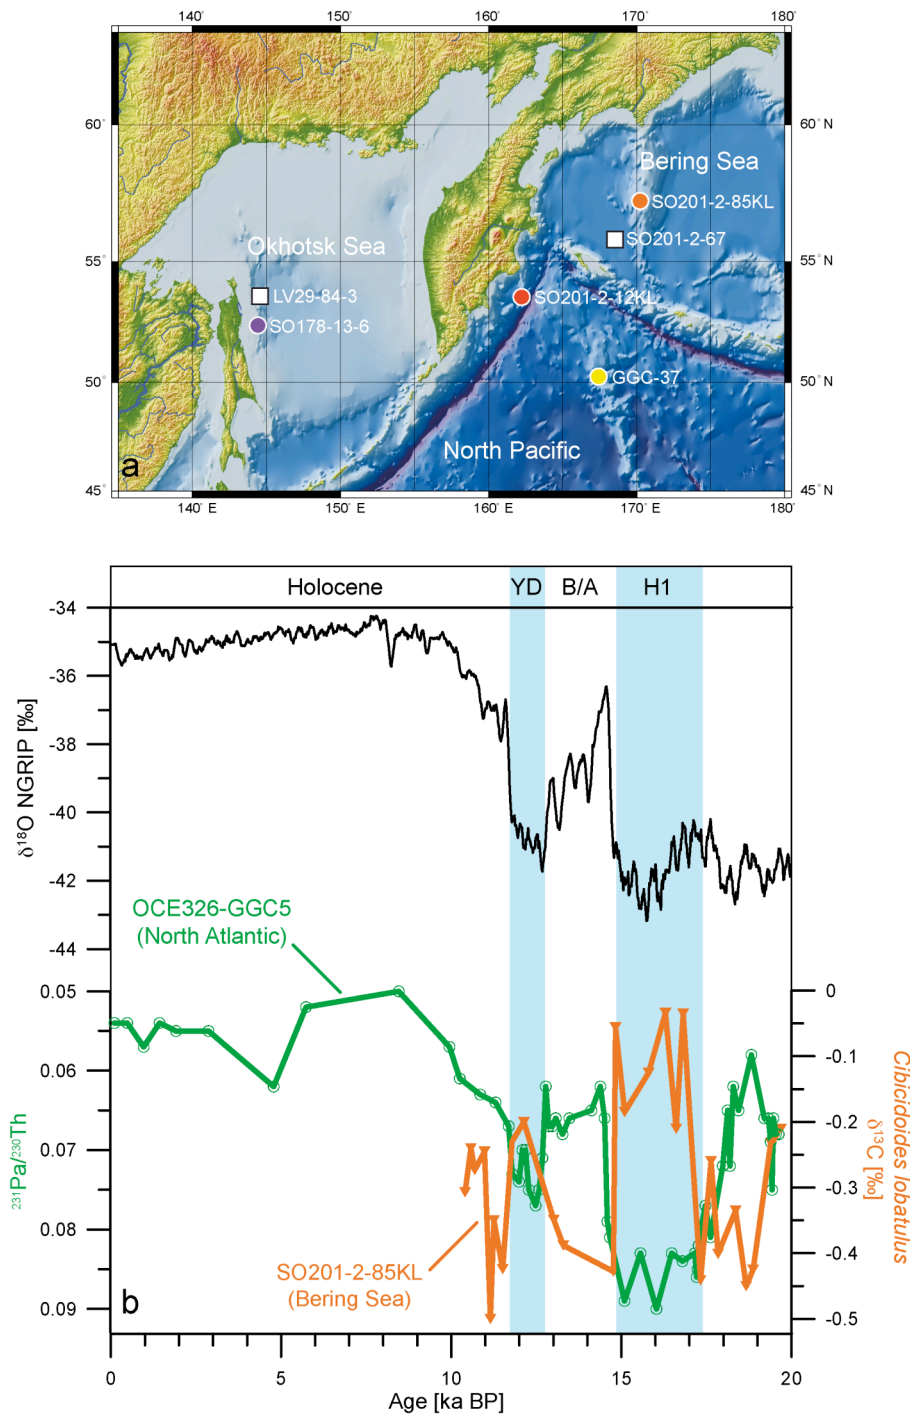 140° 150° 160° 170° 180°
60° 60° N
Bering Sea
SO201-2-85KL
Okhotsk Sea
SO201-2-67
55° 55° N
LV29-84-3
SO201-2-12KL
SO178-13-6
50° 50° N
GGC-37
North Pacific
a
45° 45° N
140° E 150° 160° 170° 180°
Holocene YD B/A H1
-34
-36
-38
-40
-42
-44
δ18O NGRIP [‰]
OCE326-GGC5
(North Atlantic)
0.05
0.06
0.07
0.08
0.09
231Pa/230Th
0
-0.1
-0.2
-0.3
-0.4
-0.5
Cibicidoides lobatulus
δ13C [‰]
SO201-2-85KL
(Bering Sea)
b
0 5 10 15 20
Age [ka BP]